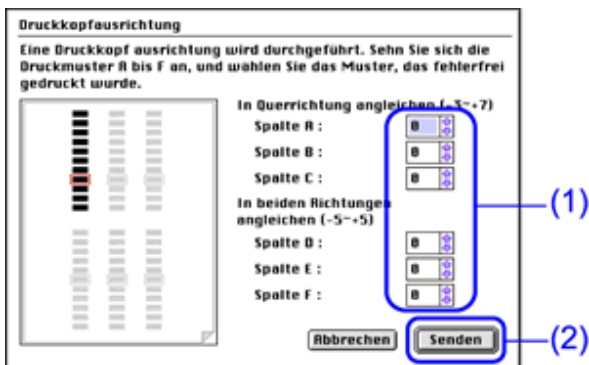 Druckkopfausrichtung
Eine Druckkopf ausrichtung wird durchgeführt. Sehn Sie sich die
Druckmuster A bis F an, und wählen Sie das Muster, das fehlerfrei
gedruckt wurde.
In Querrichtung angleichen (-3~+7)
Spalte A : 0
Spalte B : 0
Spalte C : 0
(1)
In beiden Richtungen
angleichen (-5~+5)
Spalte D : 0
Spalte E : 0
Spalte F : 0
Abbrechen Senden (2)